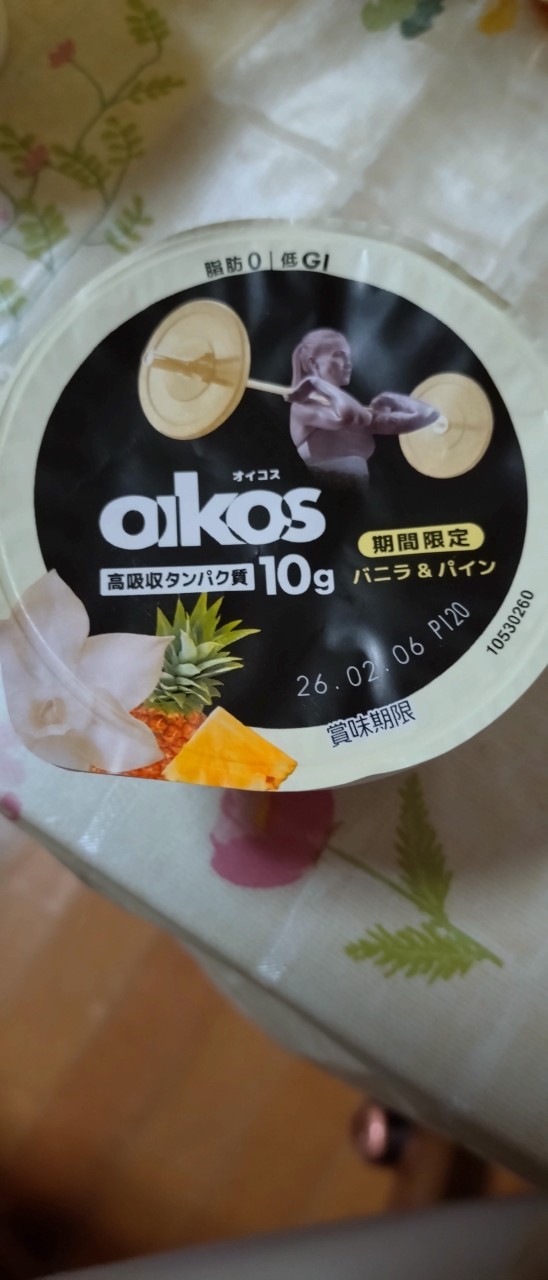 脂肪0|低GI
オイコス
oikos
高吸収タンパク質 10g
期間限定
バニラ&パイン
26.02.06 P120
賞味期限
10530260